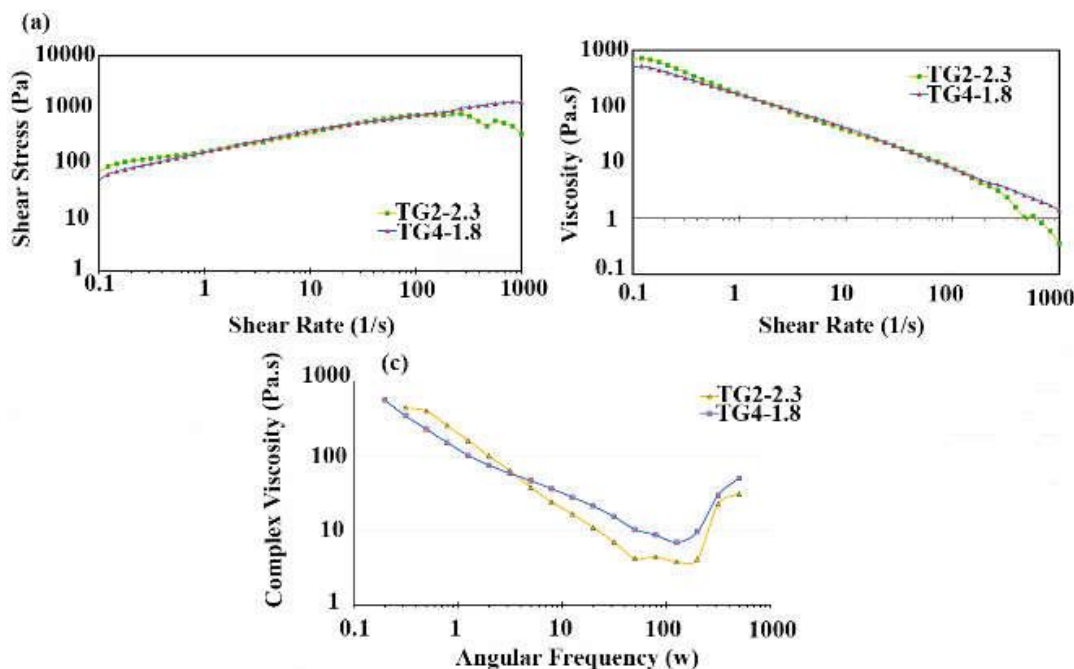 (a)
10000
1000
100
10
1
Shear Stress (Pa)
TG2-2.3
TG4-1.8
0.1 1 10 100 1000
Shear Rate (1/s)
1000
100
10
1
0.1
Viscosity (Pa.s)
TG2-2.3
TG4-1.8
0.1 1 10 100 1000
Shear Rate (1/s)
(c)
1000
100
10
1
Complex Viscosity (Pa.s)
TG2-2.3
TG4-1.8
0.1 1 10 100 1000
Angular Frequency (w)